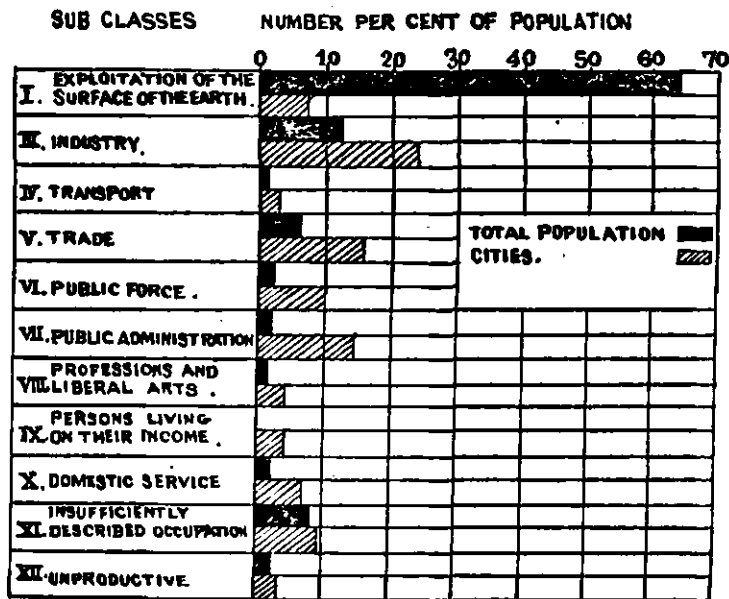 SUB CLASSES NUMBER PER CENT OF POPULATION
0 10 20 30 40 50 60 70
I. EXPLOITATION OF THE
SURFACE OF THE EARTH.
III. INDUSTRY.
IV. TRANSPORT
V. TRADE
TOTAL POPULATION
CITIES.
VI. PUBLIC FORCE.
VII. PUBLIC ADMINISTRATION
VIII. PROFESSIONS AND
LIBERAL ARTS.
IX. PERSONS LIVING
ON THEIR INCOME.
X. DOMESTIC SERVICE
XI. INSUFFICIENTLY
DESCRIBED OCCUPATION
XII. UNPRODUCTIVE